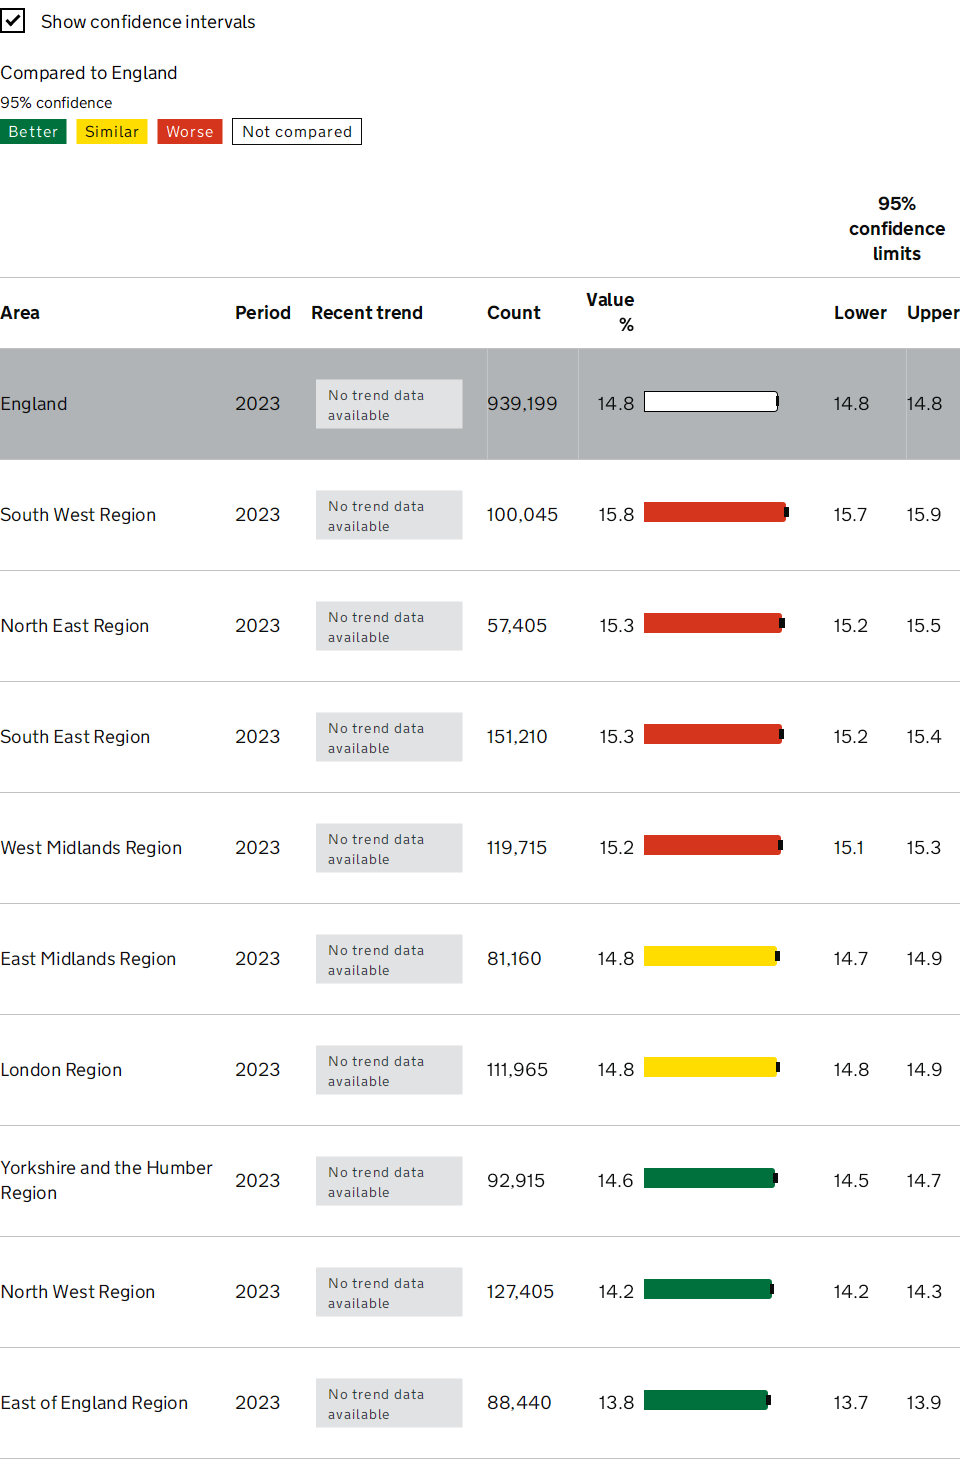 Show confidence intervals
Compared to England
95% confidence
Better Similar Worse Not compared
95%
confidence
limits
Area Period Recent trend Count Value % Lower Upper
England 2023 No trend data available 939,199 14.8 14.8 14.8
South West Region 2023 No trend data available 100,045 15.8 15.7 15.9
North East Region 2023 No trend data available 57,405 15.3 15.2 15.5
South East Region 2023 No trend data available 151,210 15.3 15.2 15.4
West Midlands Region 2023 No trend data available 119,715 15.2 15.1 15.3
East Midlands Region 2023 No trend data available 81,160 14.8 14.7 14.9
London Region 2023 No trend data available 111,965 14.8 14.8 14.9
Yorkshire and the Humber Region 2023 No trend data available 92,915 14.6 14.5 14.7
North West Region 2023 No trend data available 127,405 14.2 14.2 14.3
East of England Region 2023 No trend data available 88,440 13.8 13.7 13.9